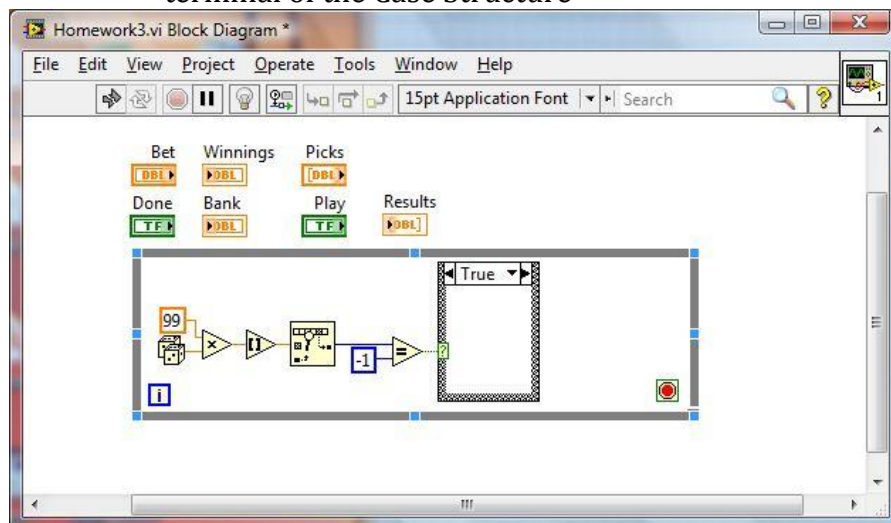 terminal of the Case Structure
Homework3.vi Block Diagram *
File Edit View Project Operate Tools Window Help
15pt Application Font Search
1
Bet Winnings Picks
DBL DBL [DBL]
Done Bank Play Results
TF DBL TF [DBL]
True
99
-1
?
i